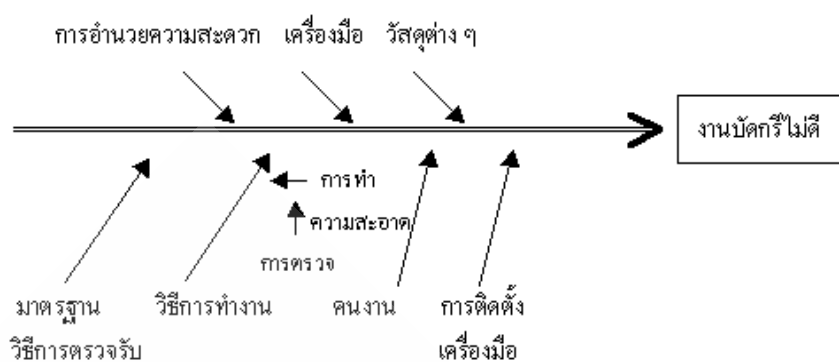 การอำนวยความสะดวก เครื่องมือ วัสดุต่าง ๆ
งานบัดกรีไม่ดี
การทำ
ความสะอาด
การตรวจ
มาตรฐาน วิธีการทำงาน คนงาน การติดตั้ง
วิธีการตรวจรับ เครื่องมือ